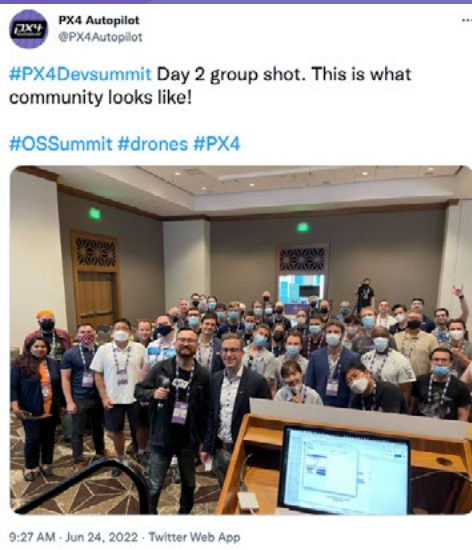 PX4 Autopilot
@PX4Autopilot
#PX4Devsummit Day 2 group shot. This is what
community looks like!
#OSSummit #drones #PX4
9:27 AM · Jun 24, 2022 · Twitter Web App